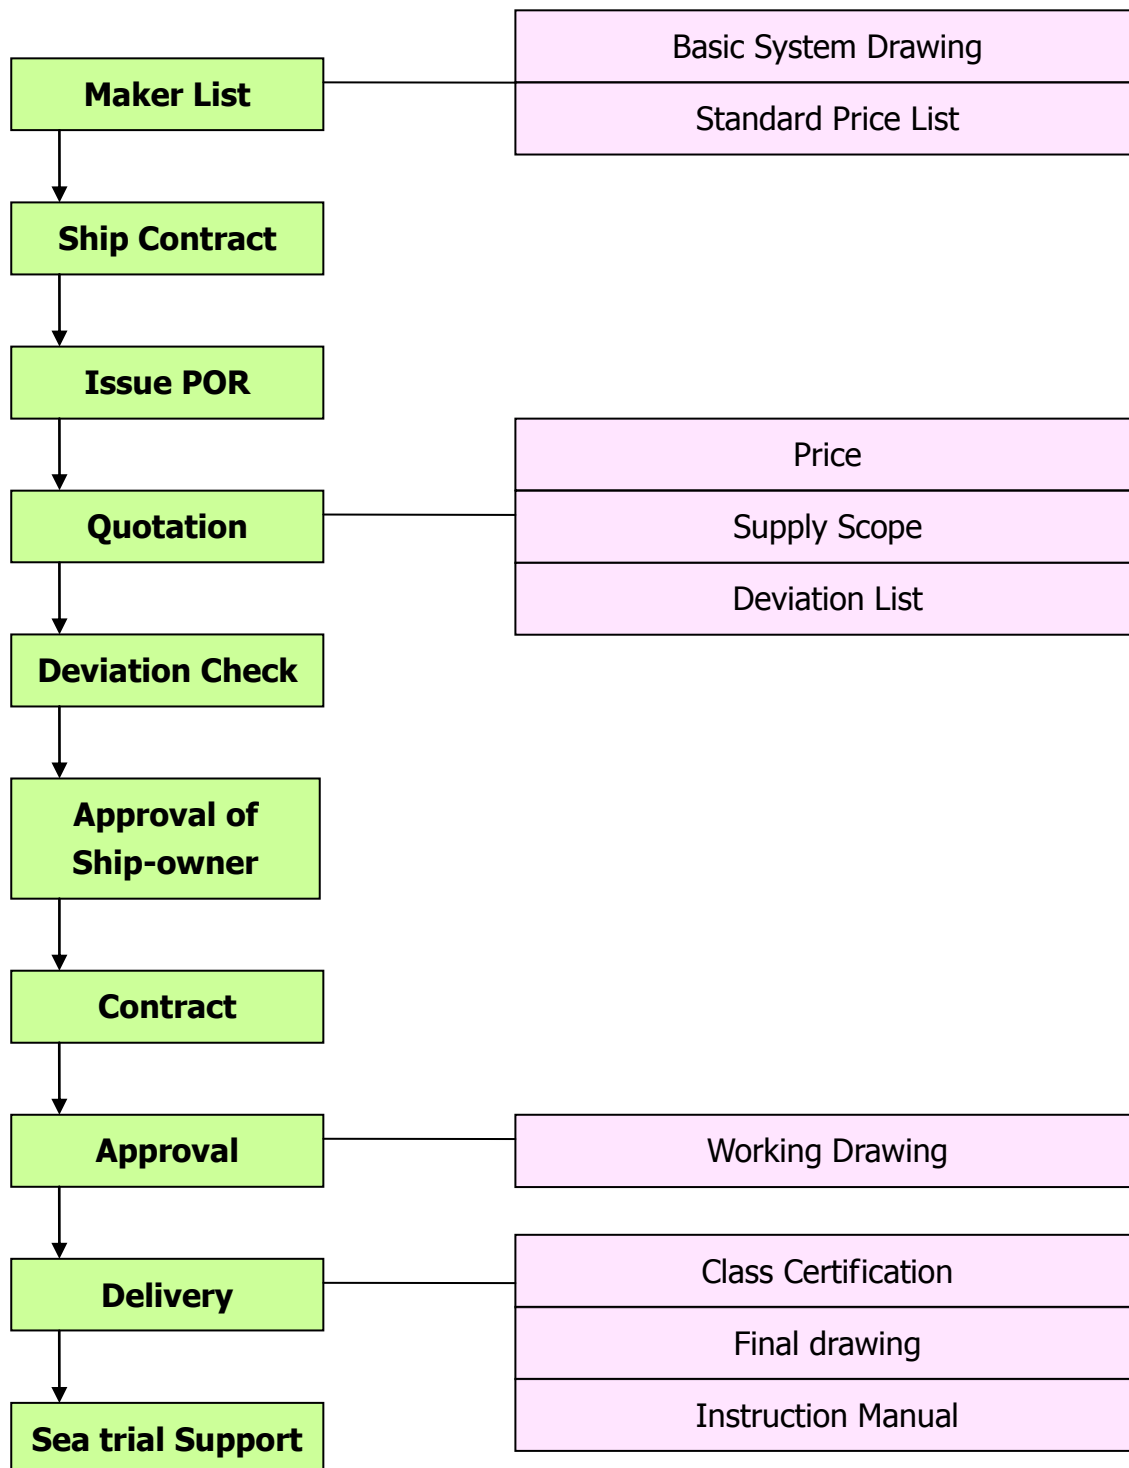 Basic System Drawing
Maker List
Standard Price List
Ship Contract
Issue POR
Price
Quotation
Supply Scope
Deviation List
Deviation Check
Approval of
Ship-owner
Contract
Approval
Working Drawing
Class Certification
Delivery
Final drawing
Instruction Manual
Sea trial Support